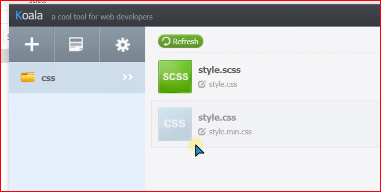 Koala a cool tool for web developers
Refresh
css
SCSS
style.scss
style.css
CSS
style.css
style.min.css